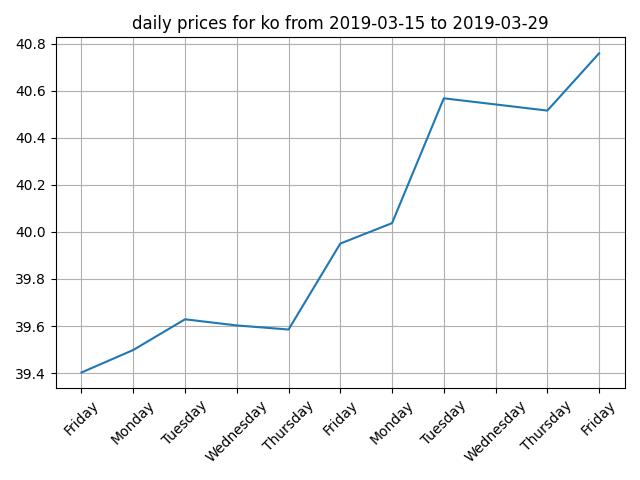 daily prices for ko from 2019-03-15 to 2019-03-29
40.8
40.6
40.4
40.2
40.0
39.8
39.6
39.4
Friday
Monday
Tuesday
Wednesday
Thursday
Friday
Monday
Tuesday
Wednesday
Thursday
Friday